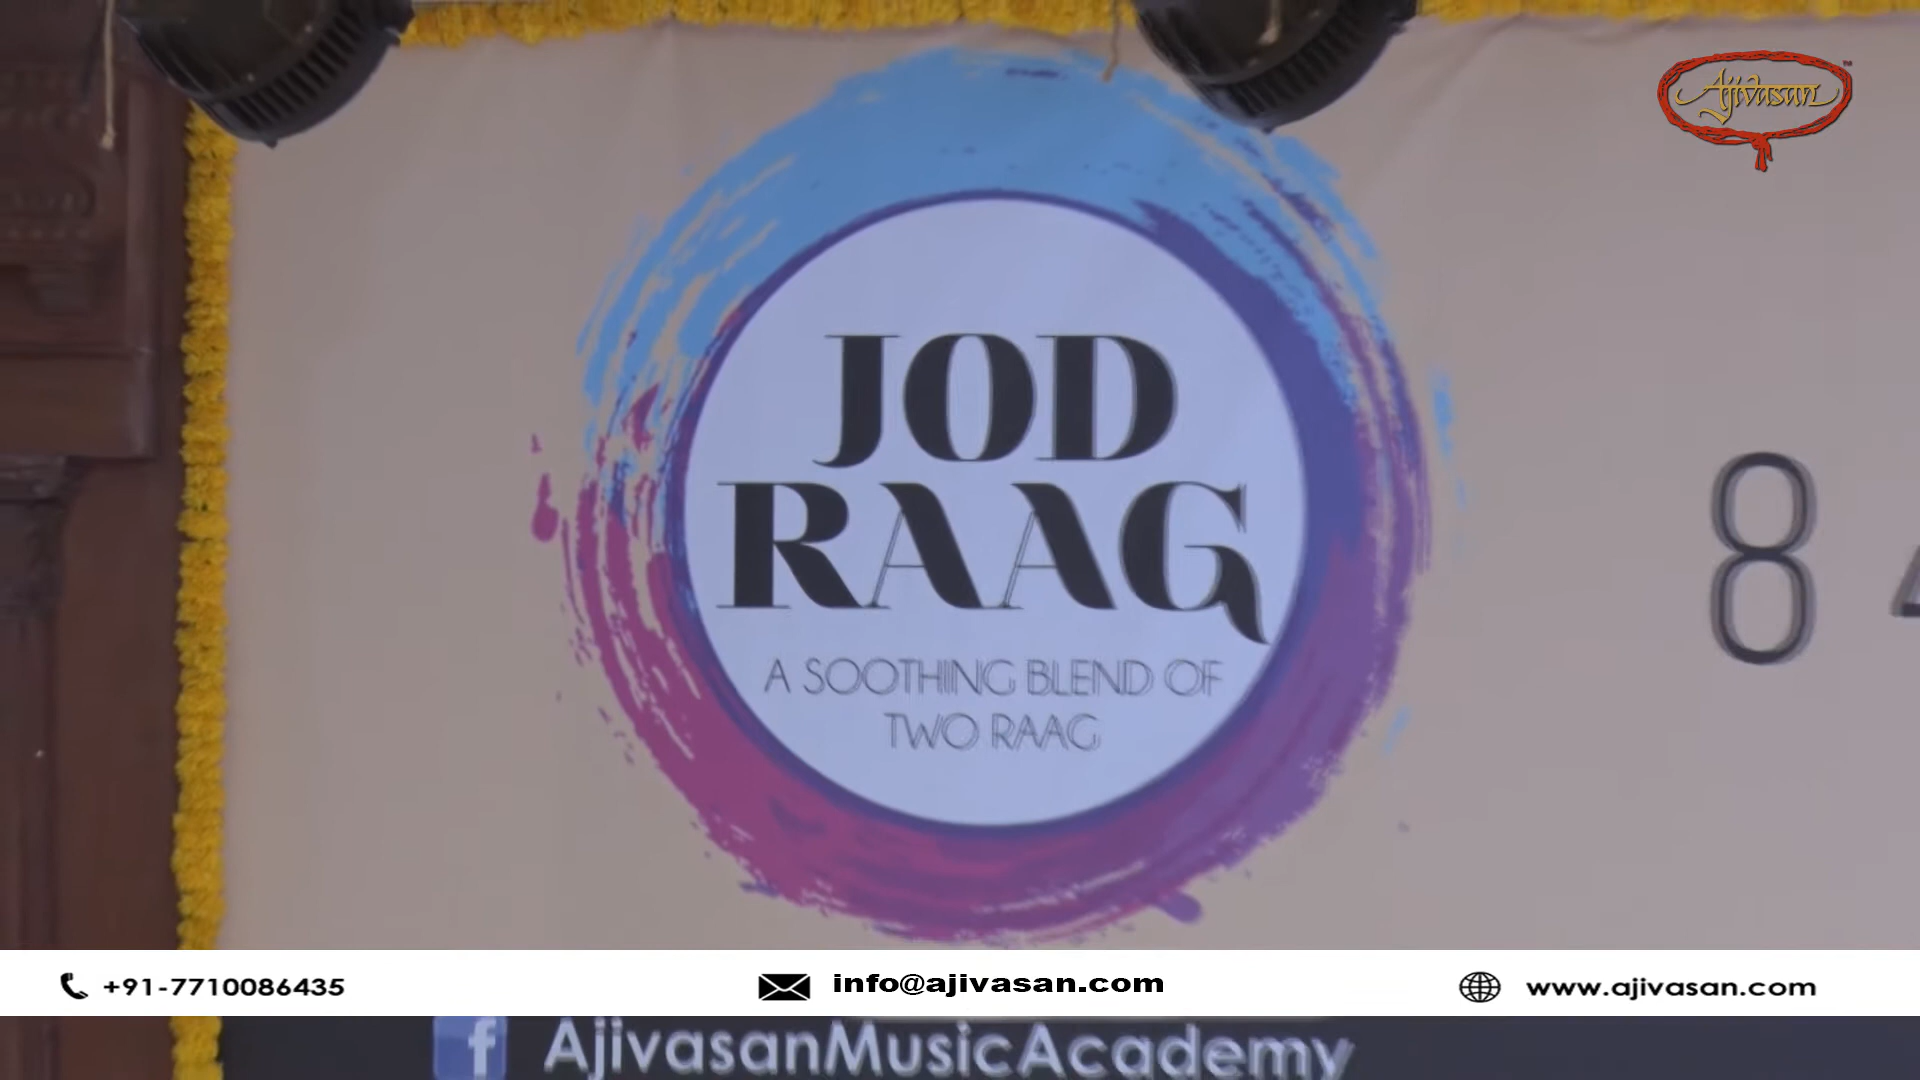 Ajivasan
JOD
RAAG
A SOOTHING BLEND OF
TWO RAAG
8
+91-7710086435
info@ajivasan.com
www.ajivasan.com
f AjivasanMusicAcademy